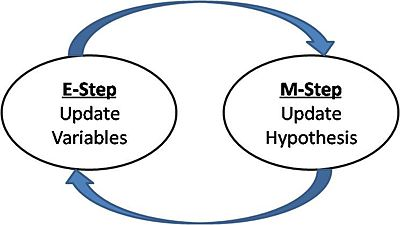 E-Step
Update
Variables
M-Step
Update
Hypothesis